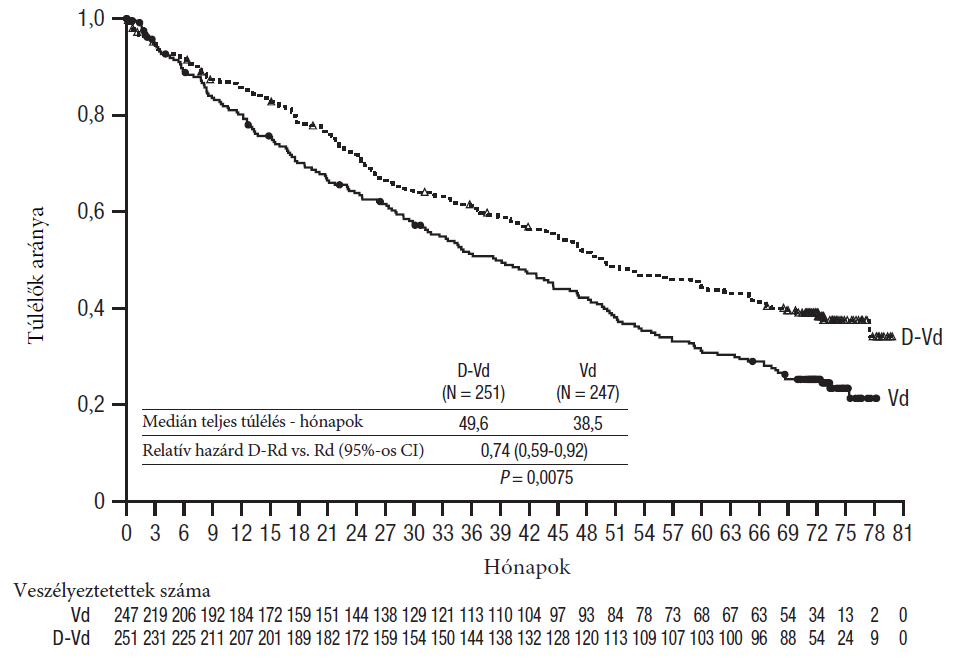 1,0
0,8
0,6
0,4
0,2
0
Túlélők aránya
D-Vd
Vd
D-Vd Vd
(N = 251) (N = 247)
Medián teljes túlélés - hónapok 49,6 38,5
Relatív hazárd D-Rd vs. Rd (95%-os CI) 0,74 (0,59-0,92)
P = 0,0075
0 3 6 9 12 15 18 21 24 27 30 33 36 39 42 45 48 51 54 57 60 63 66 69 72 75 78 81
Hónapok
Veszélyeztetettek száma
Vd 247 219 206 192 184 172 159 151 144 138 129 121 113 110 104 97 93 84 78 73 68 67 63 54 34 13 2 0
D-Vd 251 231 225 211 207 201 189 182 172 159 154 150 144 138 132 128 120 113 109 107 103 100 96 88 54 24 9 0